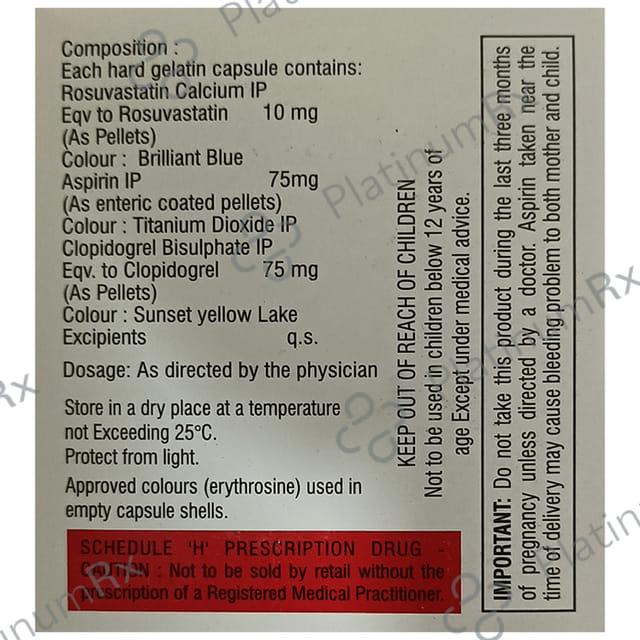 Composition :
Each hard gelatin capsule contains:
Rosuvastatin Calcium IP
Eqv to Rosuvastatin 10 mg
(As Pellets)
Colour : Brilliant Blue
Aspirin IP 75mg
(As enteric coated pellets)
Colour : Titanium Dioxide IP
Clopidogrel Bisulphate IP
Eqv. to Clopidogrel 75 mg
(As Pellets)
Colour : Sunset yellow Lake
Excipients q.s.
Dosage: As directed by the physician
Store in a dry place at a temperature
not Exceeding 25°C.
Protect from light.
Approved colours (erythrosine) used in
empty capsule shells.
SCHEDULE 'H' PRESCRIPTION DRUG -
CAUTION : Not to be sold by retail without the
prescription of a Registered Medical Practitioner.
KEEP OUT OF REACH OF CHILDREN
Not to be used in children below 12 years of
age Except under medical advice.
IMPORTANT: Do not take this product during the last three months
of pregnancy unless directed by a doctor. Aspirin taken near the
time of delivery may cause bleeding problem to both mother and child.
PlatinumRx
PlatinumRx
PlatinumRx
PlatinumRx